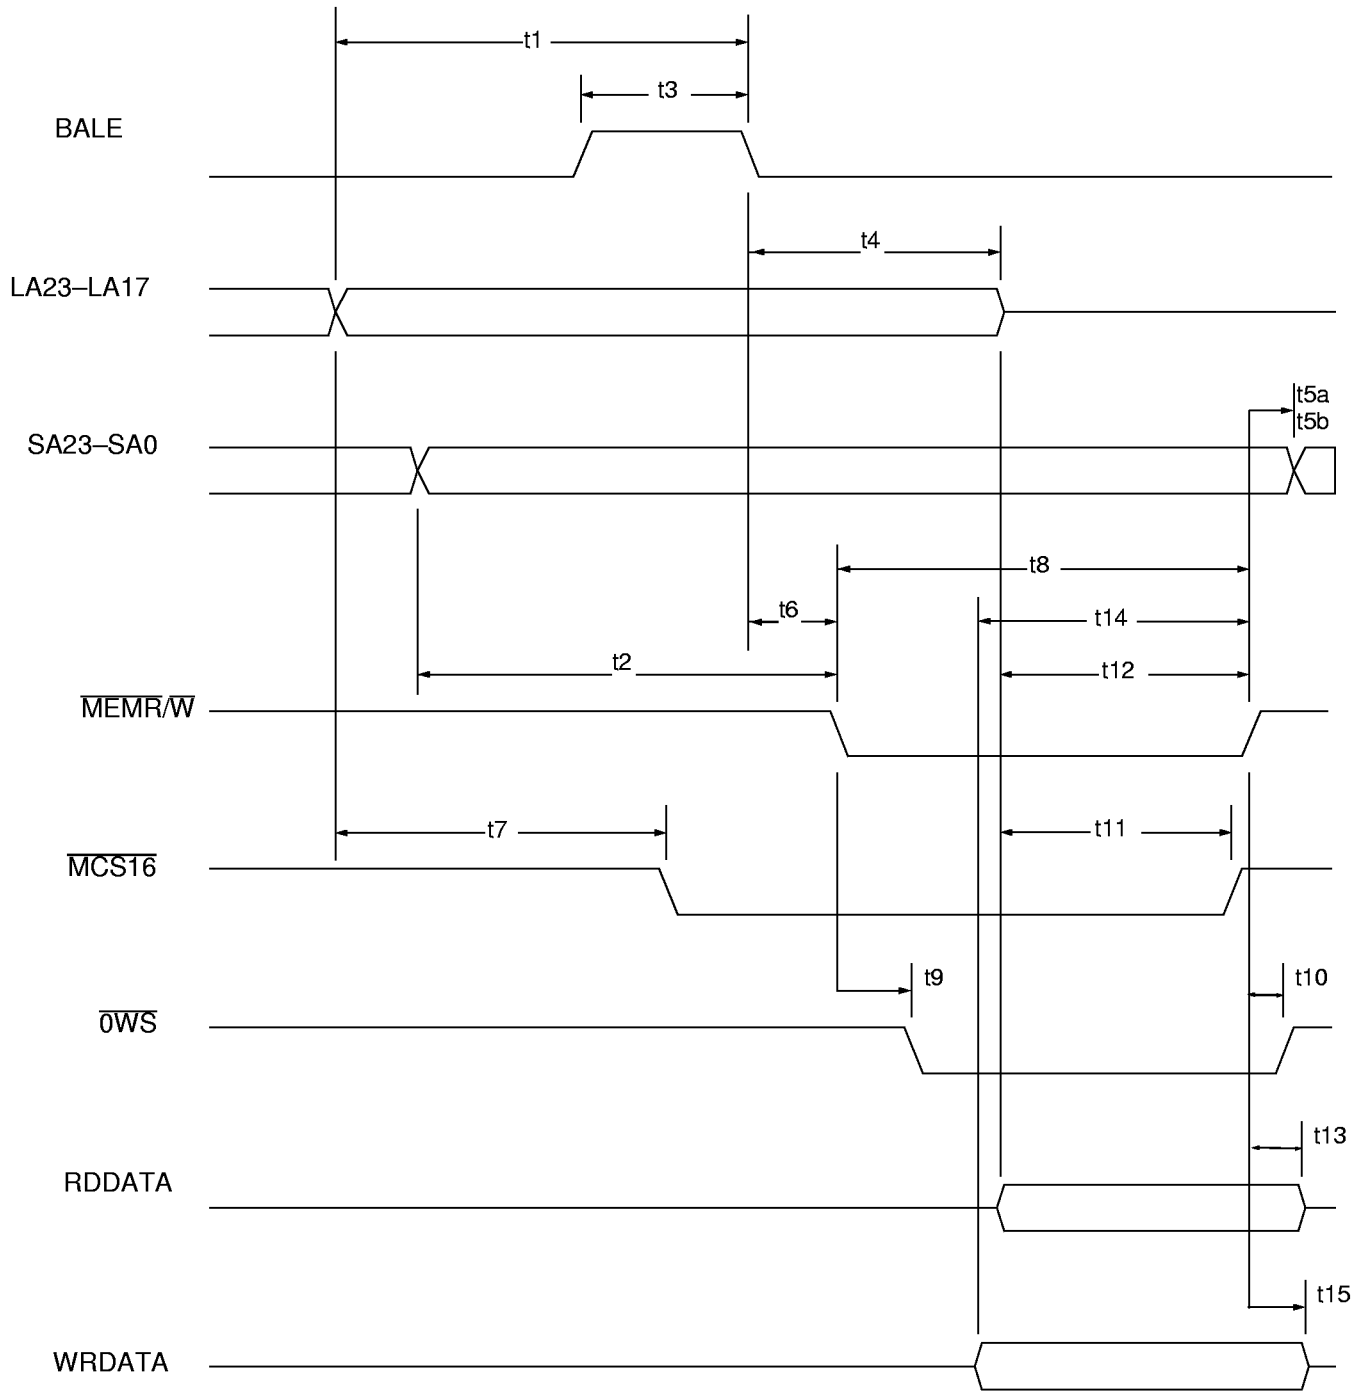 t1
t3
BALE
t4
LA23–LA17
t5a
t5b
SA23–SA0
t8
t6
t14
t2
t12
MEMR/W
t7
t11
MCS16
t9
t10
0WS
t13
RDDATA
t15
WRDATA